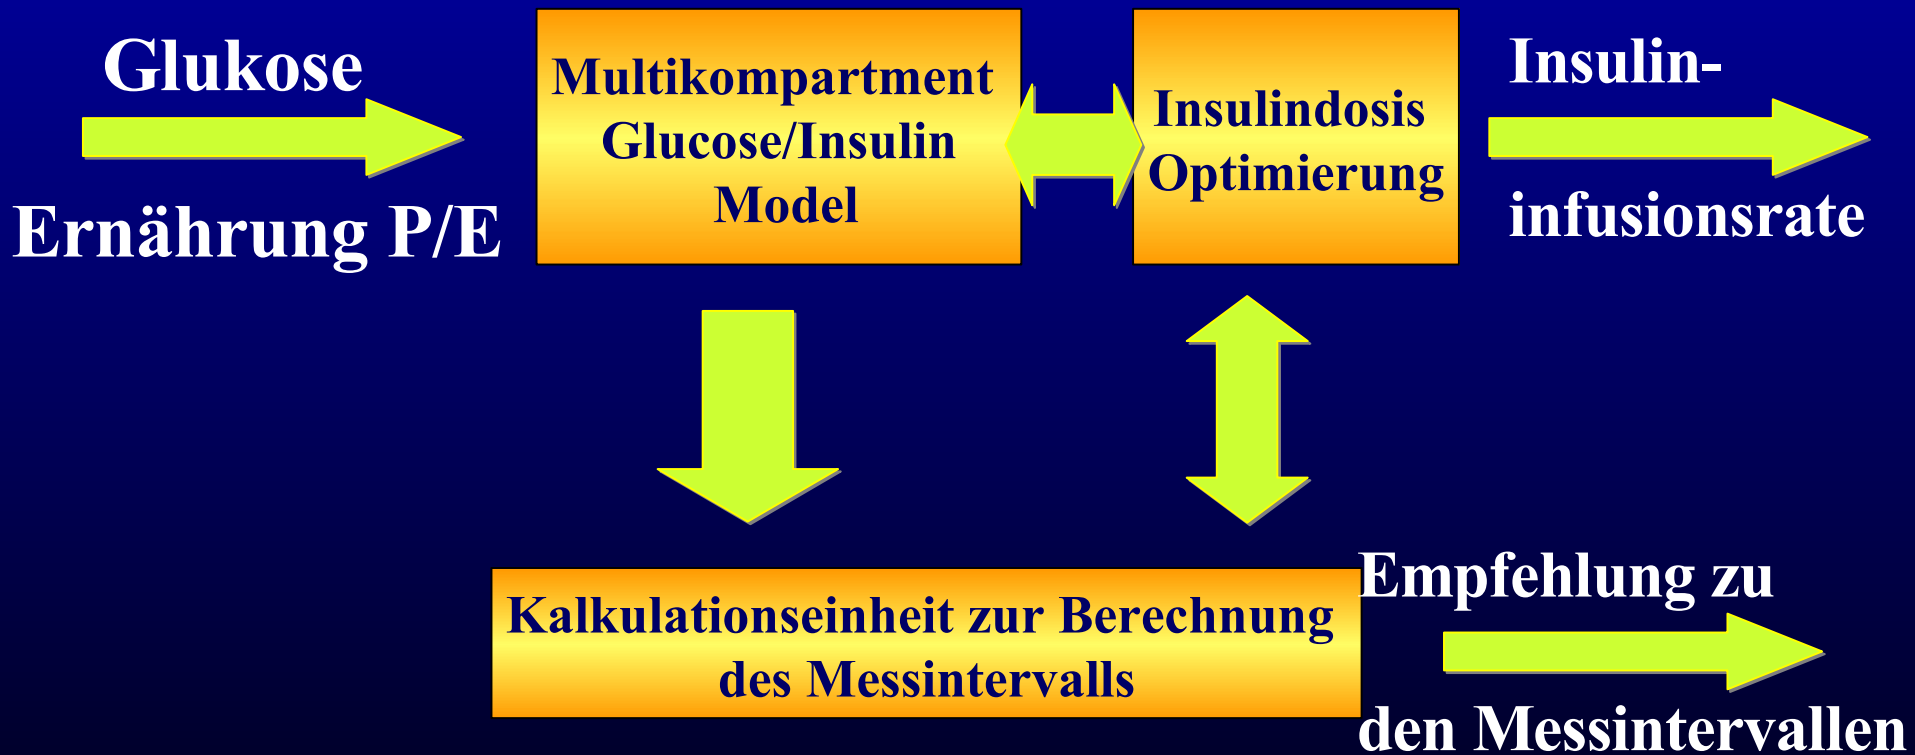 Glukose
Ernährung P/E
Multikompartment
Glucose/Insulin
Model
Insulindosis
Optimierung
Insulin-
infusionsrate
Kalkulationseinheit zur Berechnung
des Messintervalls
Empfehlung zu
den Messintervallen